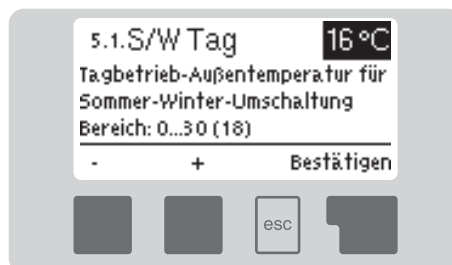 5.1.S/W Tag 16 °C
Tagbetrieb-Außentemperatur für
Sommer-Winter-Umschaltung
Bereich: 0...30 (18)
- + Bestätigen
esc